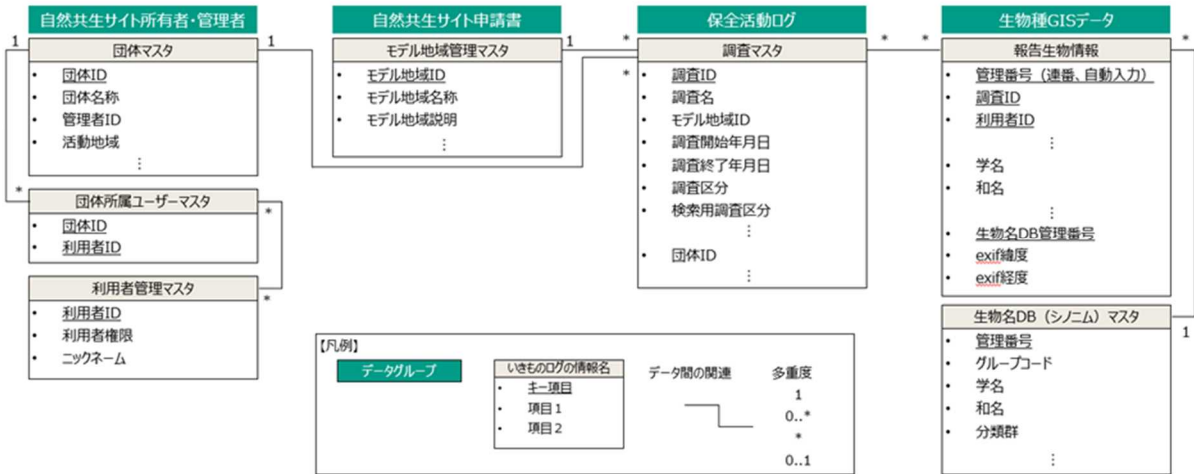 自然共生サイト所有者・管理者
1
団体マスタ
1
• 団体ID
• 団体名称
• 管理者ID
• 活動地域
⋮
*
団体所属ユーザーマスタ
*
• 団体ID
• 利用者ID
利用者管理マスタ
*
• 利用者ID
• 利用者権限
• ニックネーム
自然共生サイト申請書
モデル地域管理マスタ
1
• モデル地域ID
• モデル地域名称
• モデル地域説明
⋮
保全活動ログ
*
調査マスタ
*
*
• 調査ID
• 調査名
• モデル地域ID
• 調査開始年月日
• 調査終了年月日
• 調査区分
• 検索用調査区分
⋮
• 団体ID
⋮
生物種GISデータ
*
報告生物情報
*
• 管理番号（連番、自動入力）
• 調査ID
• 利用者ID
⋮
• 学名
• 和名
⋮
• 生物名DB管理番号
• exif緯度
• exif経度
生物名DB（シノニム）マスタ
1
• 管理番号
• グループコード
• 学名
• 和名
• 分類群
⋮
【凡例】
データグループ
いきものログの情報名
• キー項目
• 項目1
• 項目2
データ間の関連
多重度
1
0..*
*
0..1